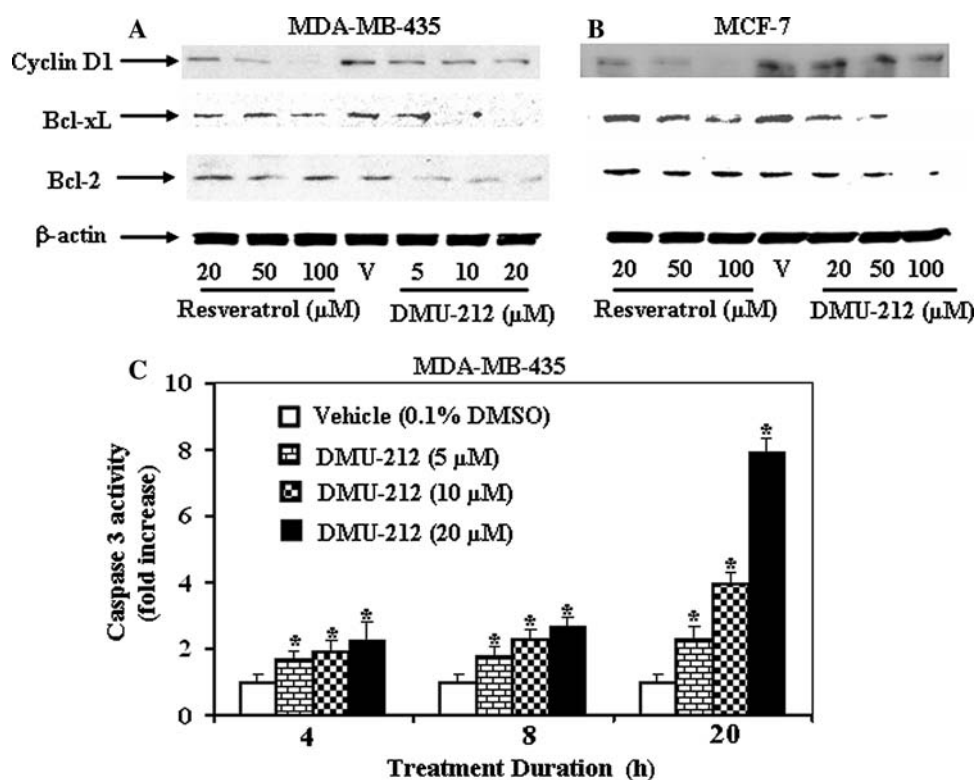 A MDA-MB-435
B MCF-7
Cyclin D1
Bcl-xL
Bcl-2
β-actin
20 50 100 V 5 10 20
Resveratrol (μM) DMU-212 (μM)
20 50 100 V 20 50 100
Resveratrol (μM) DMU-212 (μM)
C MDA-MB-435
Caspase 3 activity
(fold increase)
10
8
6
4
2
0
Vehicle (0.1% DMSO)
DMU-212 (5 μM)
DMU-212 (10 μM)
DMU-212 (20 μM)
* * *
* * *
* * *
4 8 20
Treatment Duration (h)